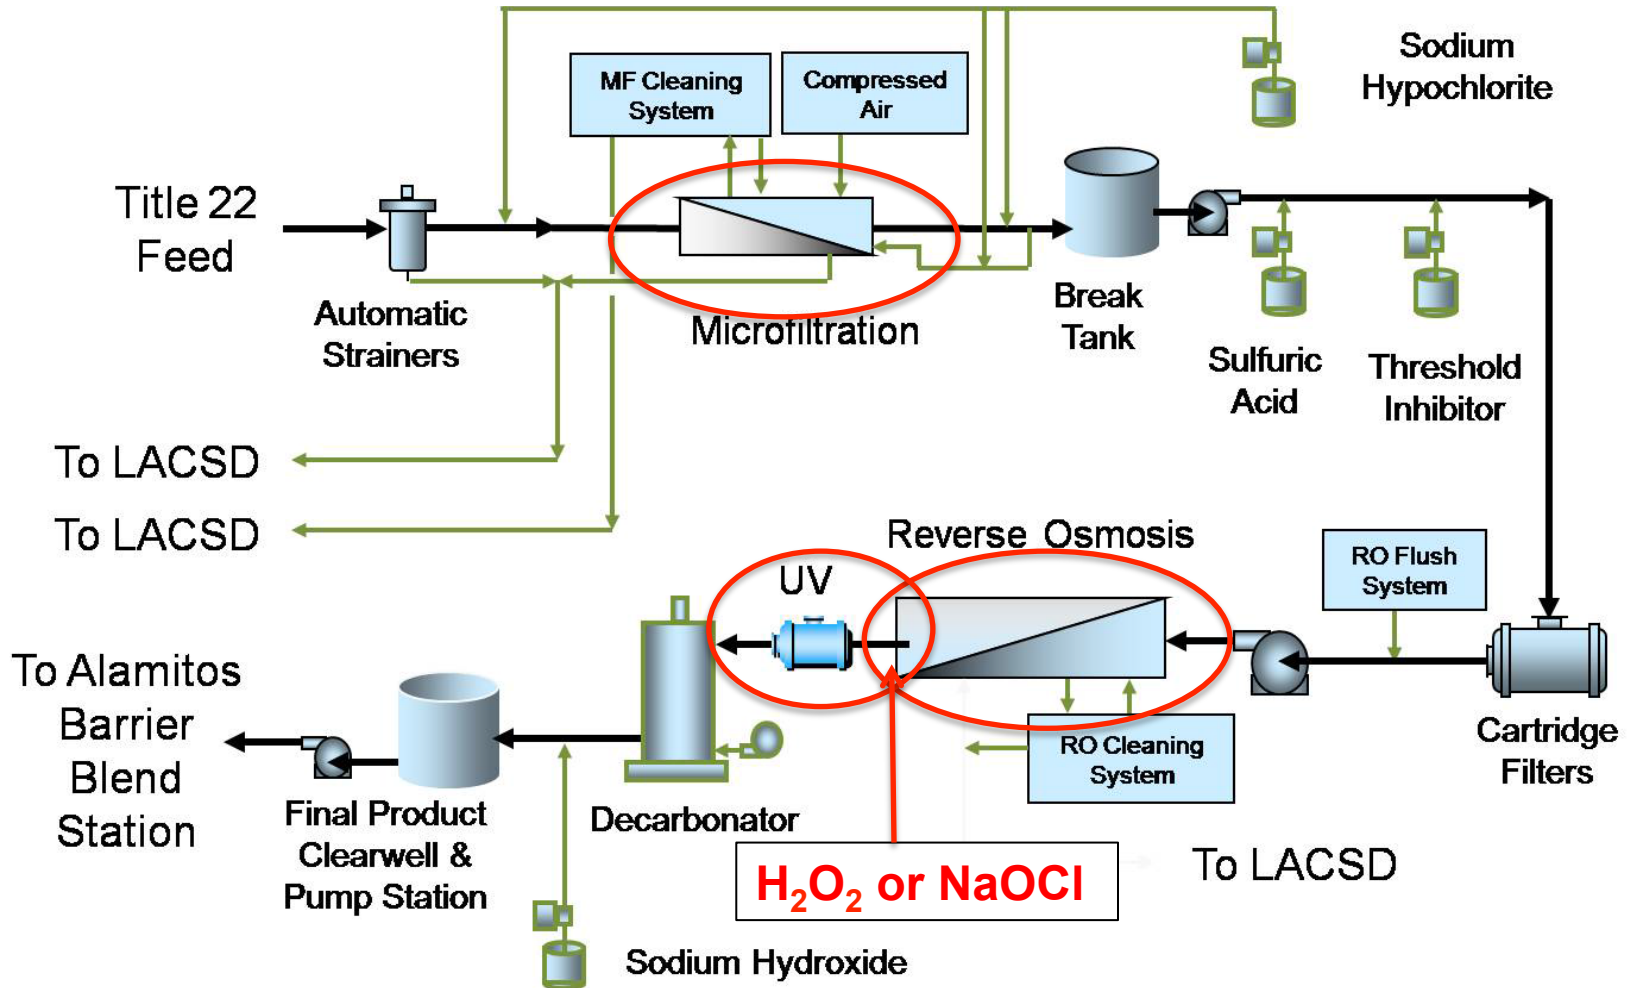 Sodium
Hypochlorite
MF Cleaning
System
Compressed
Air
Title 22
Feed
Automatic
Strainers
Microfiltration
Break
Tank
Sulfuric
Acid
Threshold
Inhibitor
To LACSD
To LACSD
Reverse Osmosis
UV
RO Flush
System
To Alamitos
Barrier
Blend
Station
Cartridge
Filters
RO Cleaning
System
Final Product
Clearwell &
Pump Station
Decarbonator
H₂O₂ or NaOCl
To LACSD
Sodium Hydroxide